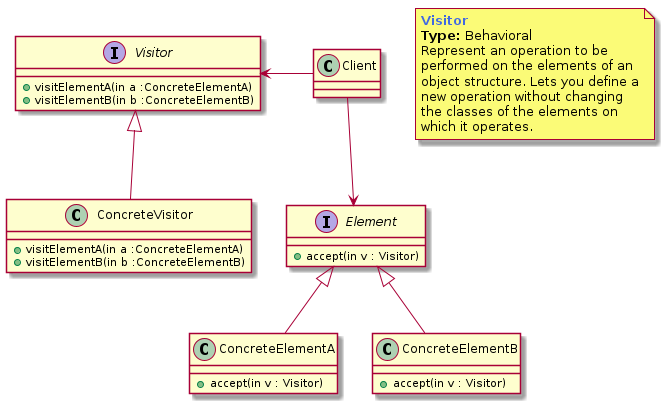 Visitor
Type: Behavioral
Represent an operation to be
performed on the elements of an
object structure. Lets you define a
new operation without changing
the classes of the elements on
which it operates.
I Visitor
visitElementA(in a :ConcreteElementA)
visitElementB(in b :ConcreteElementB)
C Client
C ConcreteVisitor
visitElementA(in a :ConcreteElementA)
visitElementB(in b :ConcreteElementB)
I Element
accept(in v : Visitor)
C ConcreteElementA
accept(in v : Visitor)
C ConcreteElementB
accept(in v : Visitor)